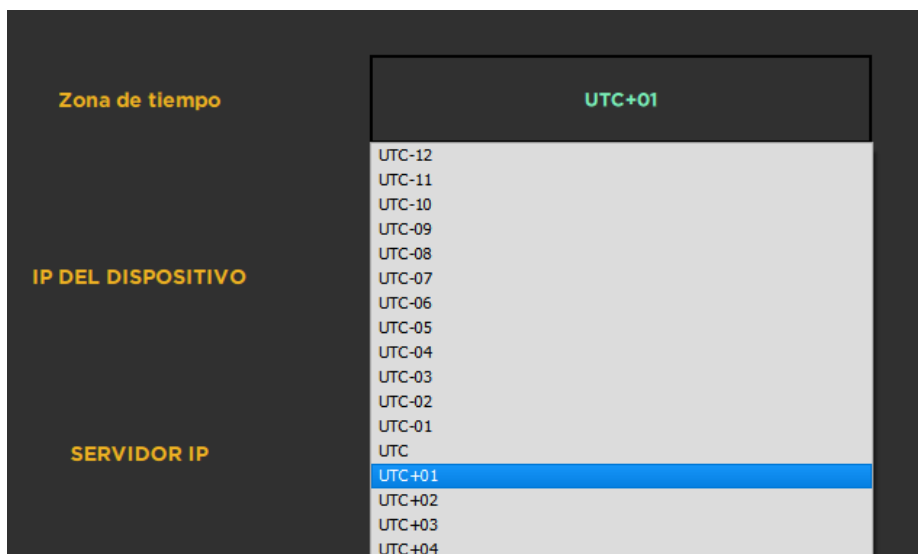 Zona de tiempo
UTC+01
UTC-12
UTC-11
UTC-10
UTC-09
UTC-08
IP DEL DISPOSITIVO
UTC-07
UTC-06
UTC-05
UTC-04
UTC-03
UTC-02
UTC-01
SERVIDOR IP
UTC
UTC+01
UTC+02
UTC+03
UTC+04